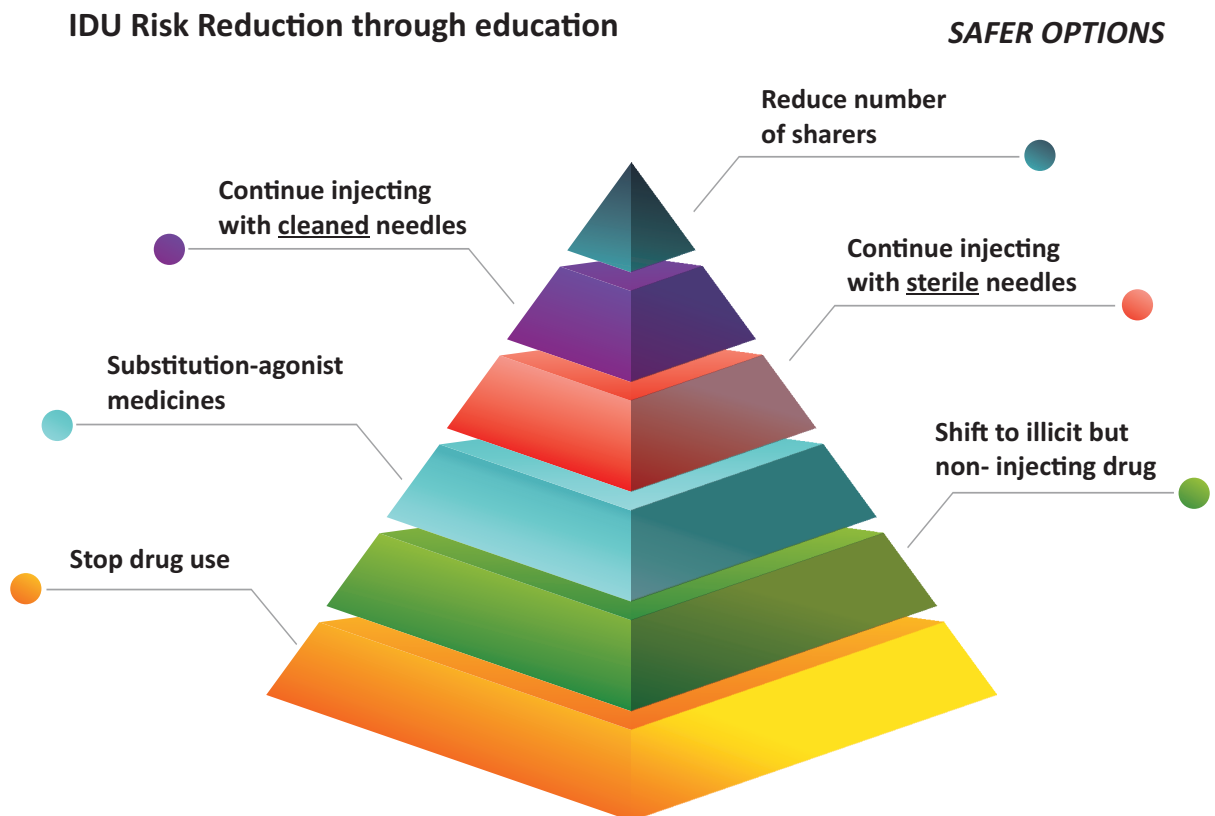 IDU Risk Reduction through education
SAFER OPTIONS
Reduce number
of sharers
Continue injecting
with cleaned needles
Continue injecting
with sterile needles
Substitution-agonist
medicines
Shift to illicit but
non- injecting drug
Stop drug use